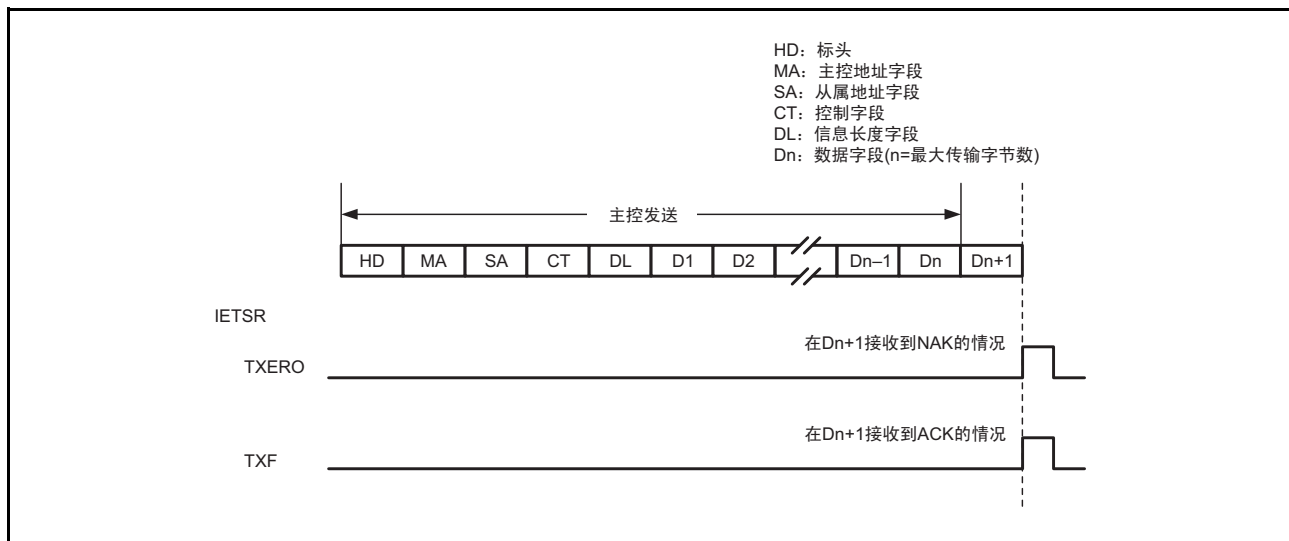 HD：标头
MA：主控地址字段
SA：从属地址字段
CT：控制字段
DL：信息长度字段
Dn：数据字段(n=最大传输字节数)
主控发送
HD MA SA CT DL D1 D2 Dn–1 Dn Dn+1
IETSR
在Dn+1接收到NAK的情况
TXERO
在Dn+1接收到ACK的情况
TXF